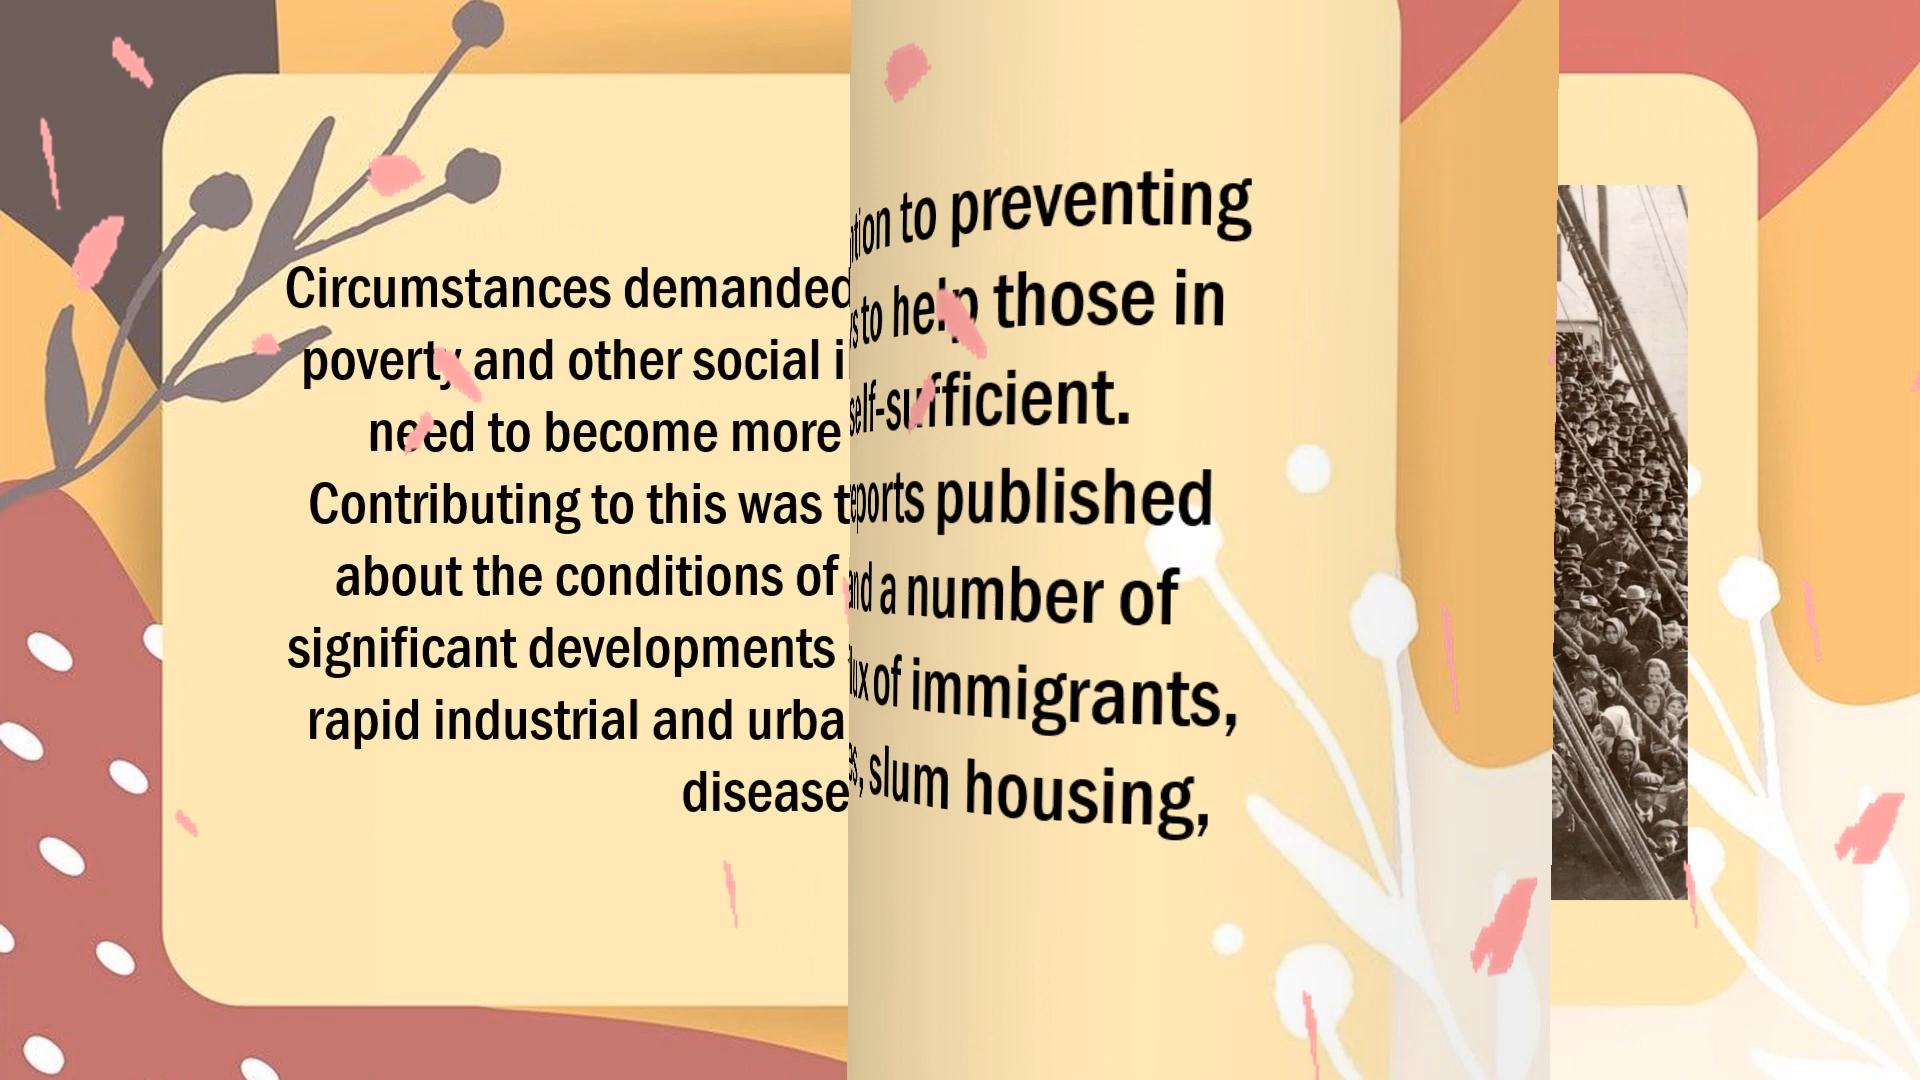 Circumstances demanded to preventing
poverty and other social to help those in
need to become more self-sufficient.
Contributing to this was published
about the conditions of and a number of
significant developments of immigrants,
rapid industrial and slum housing,
disease